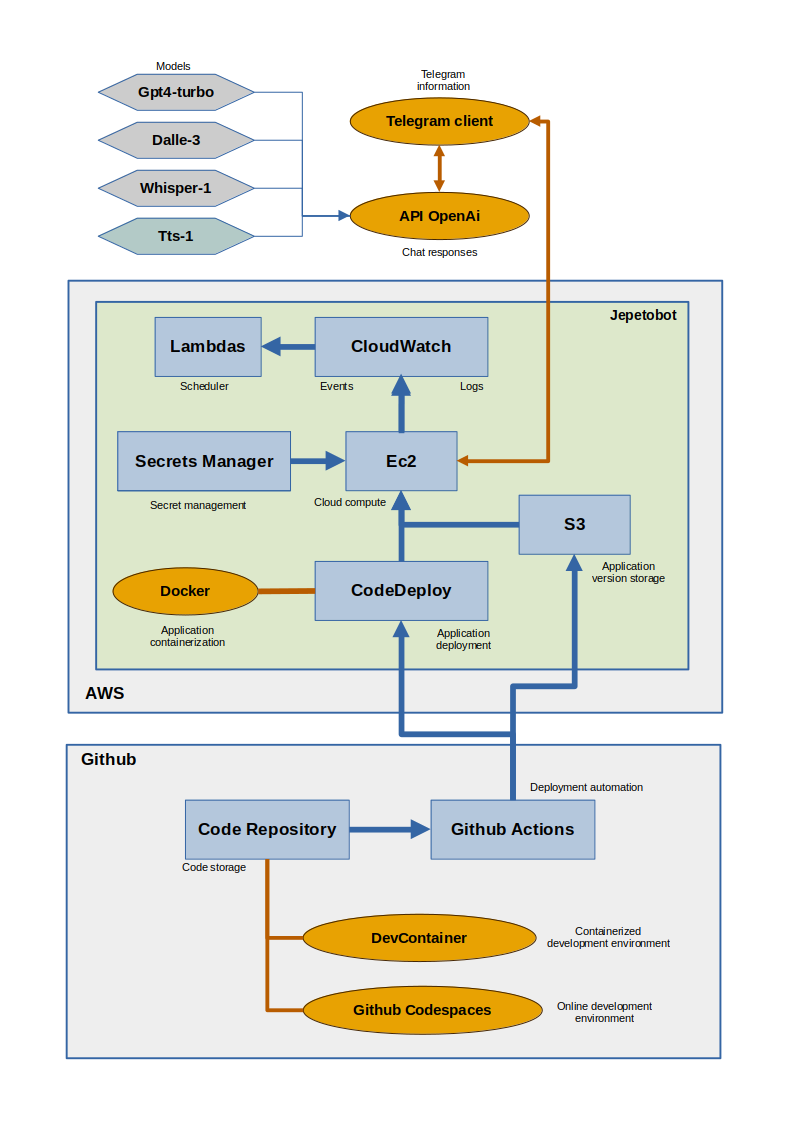 Models
Gpt4-turbo
Dalle-3
Whisper-1
Tts-1
Telegram
information
Telegram client
API OpenAi
Chat responses
Jepetobot
Lambdas
Scheduler
CloudWatch
Events
Logs
Secrets Manager
Secret management
Ec2
Cloud compute
S3
Application
version storage
Docker
Application
containerization
CodeDeploy
Application
deployment
AWS
Github
Deployment automation
Code Repository
Code storage
Github Actions
DevContainer
Containerized
development environment
Github Codespaces
Online development
environment